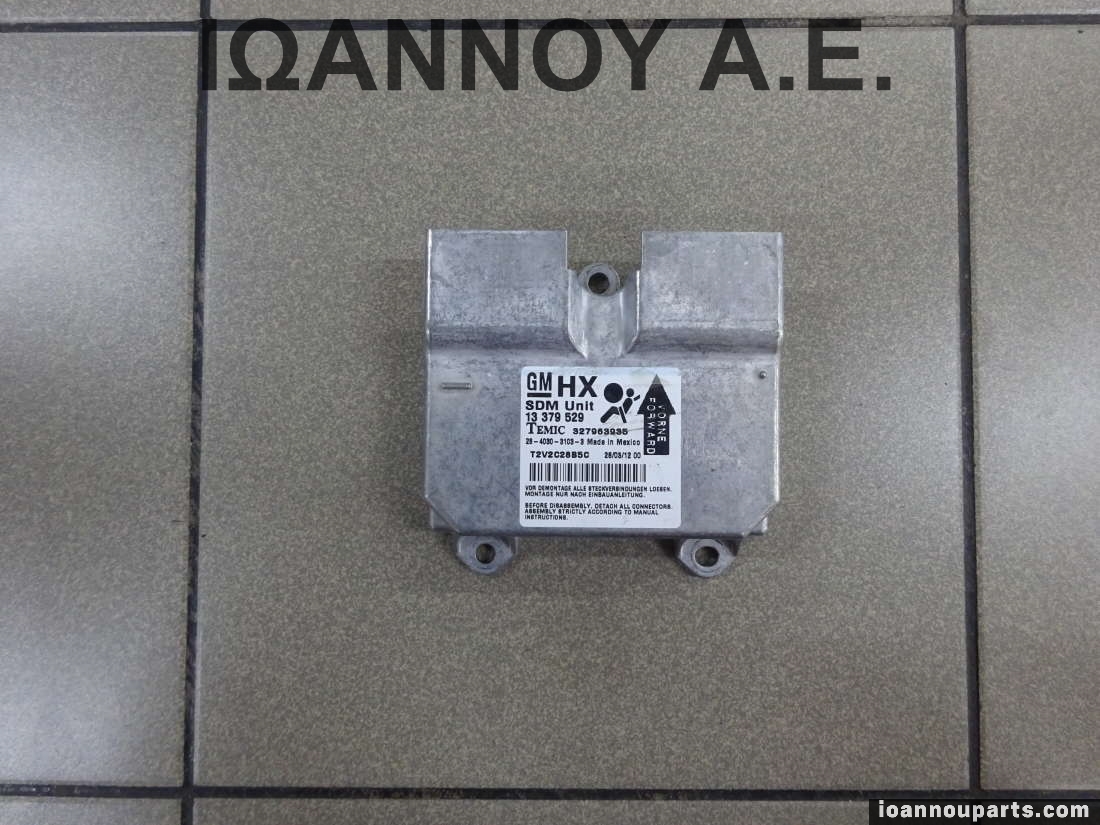 ΙΩΑΝΝΟΥ Α.Ε.
GM HX
SDM Unit
13 379 529
TEMIC 327963935
28-4030-3103-3 Made in Mexico
T2V2C28B5C 26/03/12 00
VORNE
FORWARD
VOR DEMONTAGE ALLE STECKVERBINDUNGEN LOESEN.
MONTAGE NUR NACH EINBAUANLEITUNG.
BEFORE DISASSEMBLY, DETACH ALL CONNECTORS.
ASSEMBLY STRICTLY ACCORDING TO MANUAL
INSTRUCTIONS.
ioannouparts.com